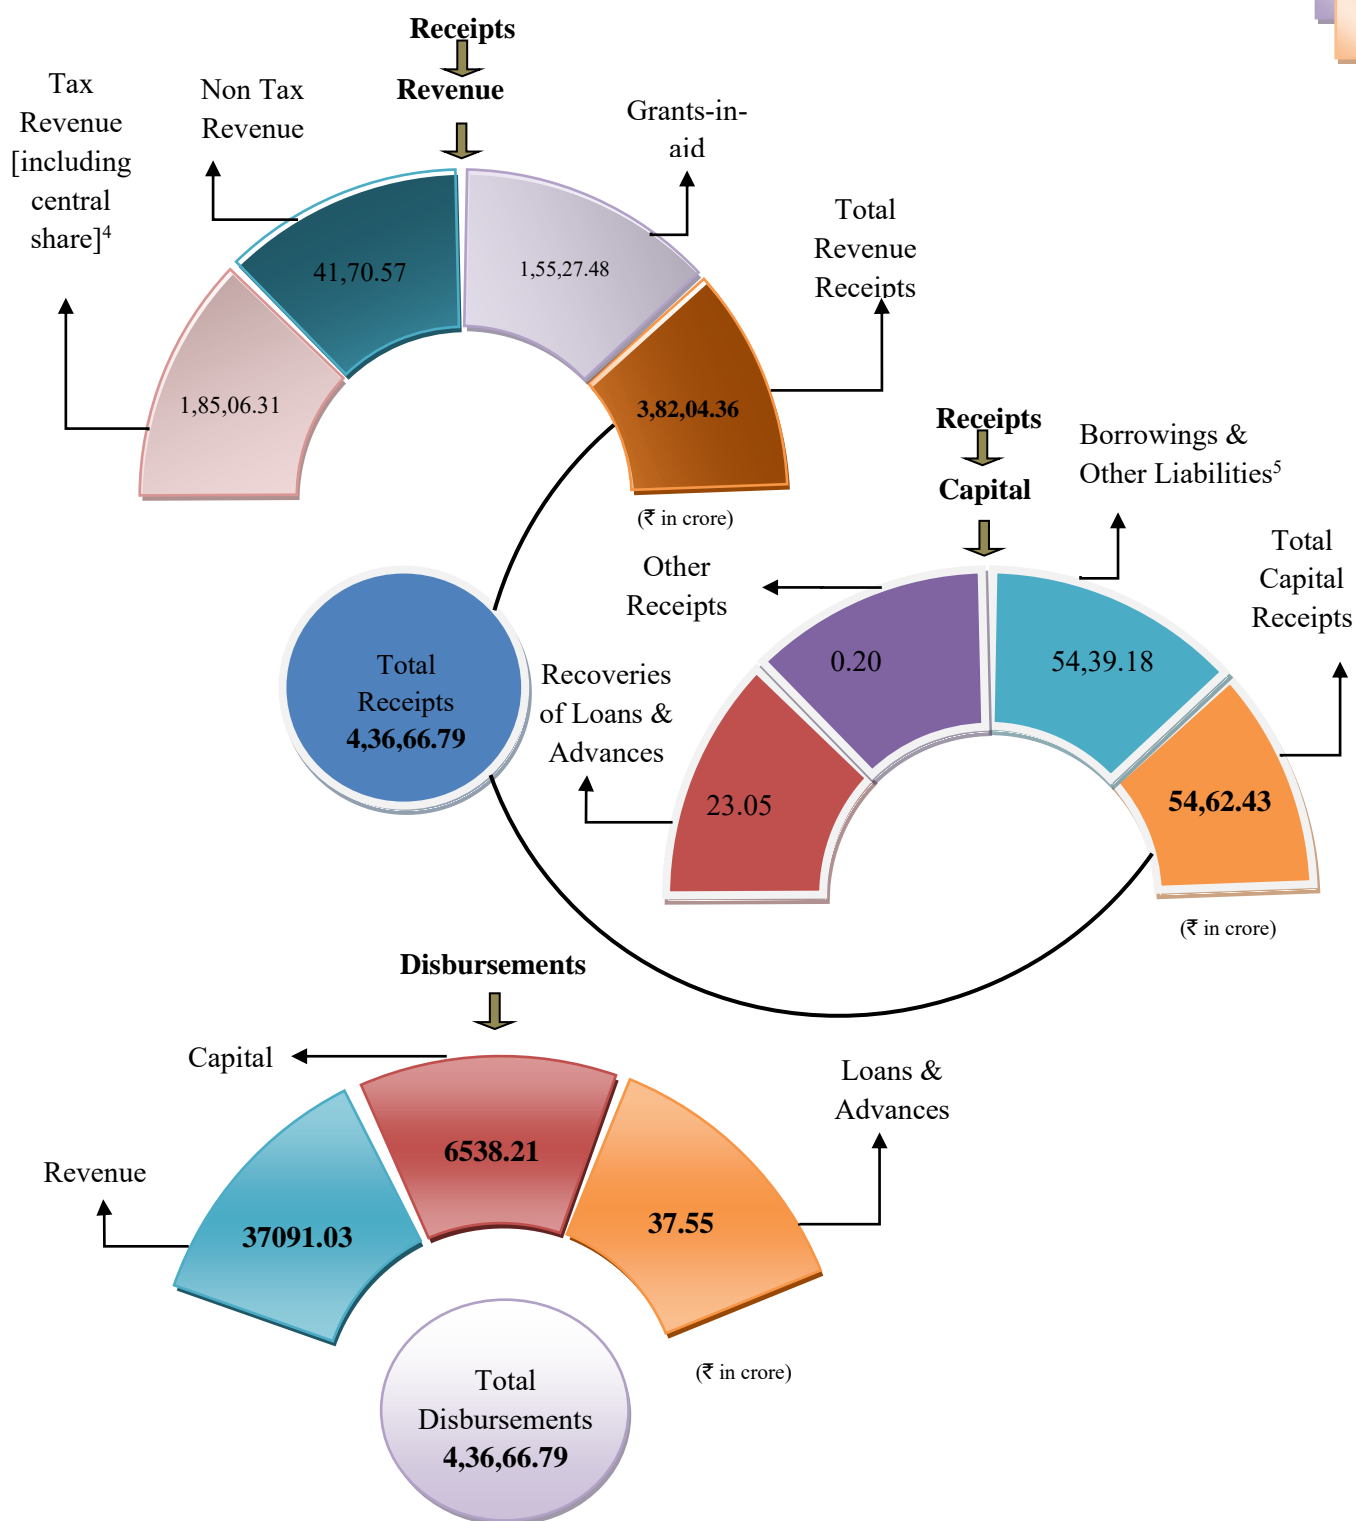 Receipts
Revenue
Tax
Revenue
[including
central
share]4
Non Tax
Revenue
Grants-in-
aid
Total
Revenue
Receipts
1,85,06.31
41,70.57
1,55,27.48
3,82,04.36
(₹ in crore)
Receipts
Capital
Borrowings &
Other Liabilities5
Other
Receipts
Total
Capital
Receipts
Recoveries
of Loans &
Advances
23.05
0.20
54,39.18
54,62.43
(₹ in crore)
Total
Receipts
4,36,66.79
Disbursements
Capital
Revenue
Loans &
Advances
37091.03
6538.21
37.55
(₹ in crore)
Total
Disbursements
4,36,66.79